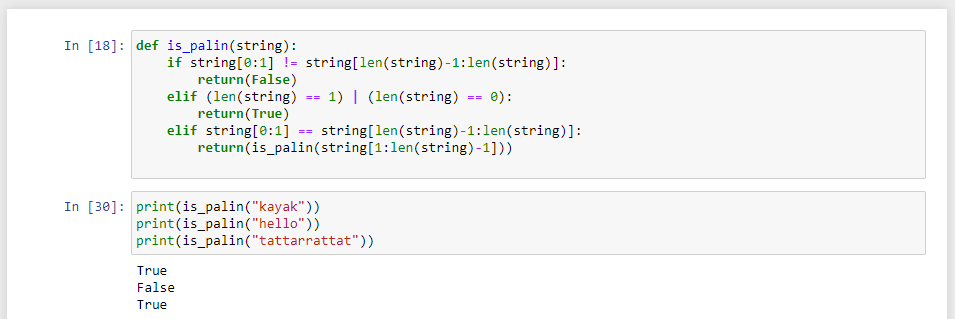 In [18]: def is_palin(string):
    if string[0:1] != string[len(string)-1:len(string)]:
        return(False)
    elif (len(string) == 1) | (len(string) == 0):
        return(True)
    elif string[0:1] == string[len(string)-1:len(string)]:
        return(is_palin(string[1:len(string)-1]))
In [30]: print(is_palin("kayak"))
print(is_palin("hello"))
print(is_palin("tattarrattat"))
True
False
True